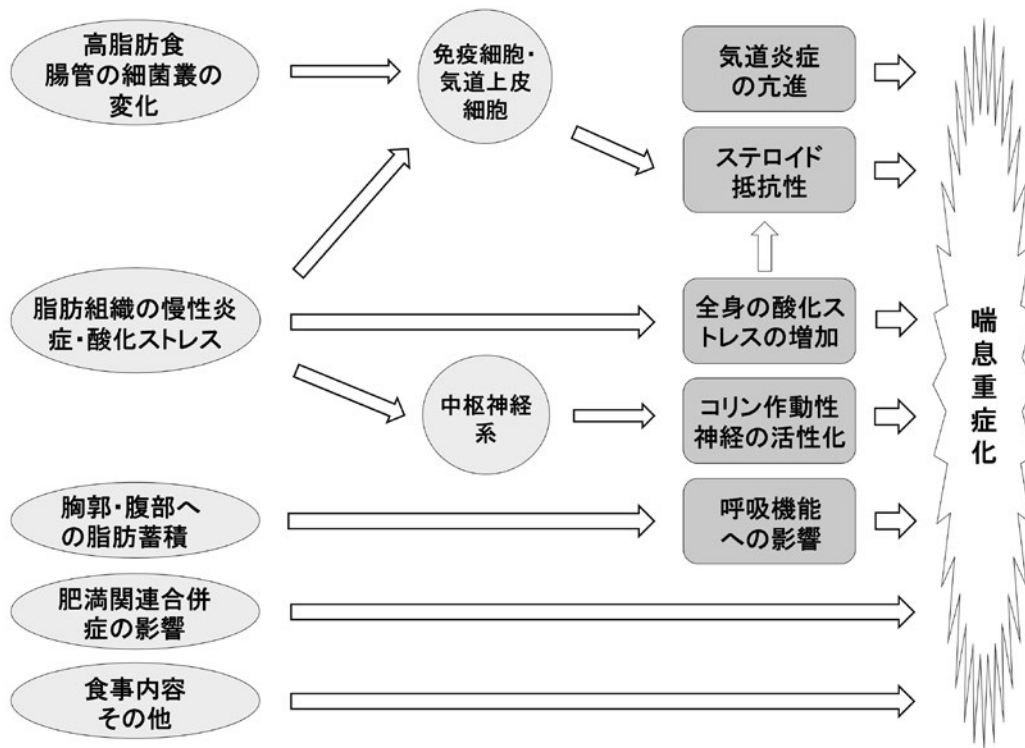 高脂肪食
腸管の細菌叢の
変化
免疫細胞・
気道上皮
細胞
気道炎症
の亢進
ステロイド
抵抗性
脂肪組織の慢性炎
症・酸化ストレス
全身の酸化ス
トレスの増加
中枢神経
系
コリン作動性
神経の活性化
胸郭・腹部へ
の脂肪蓄積
呼吸機能
への影響
肥満関連合併
症の影響
食事内容
その他
喘息重症化